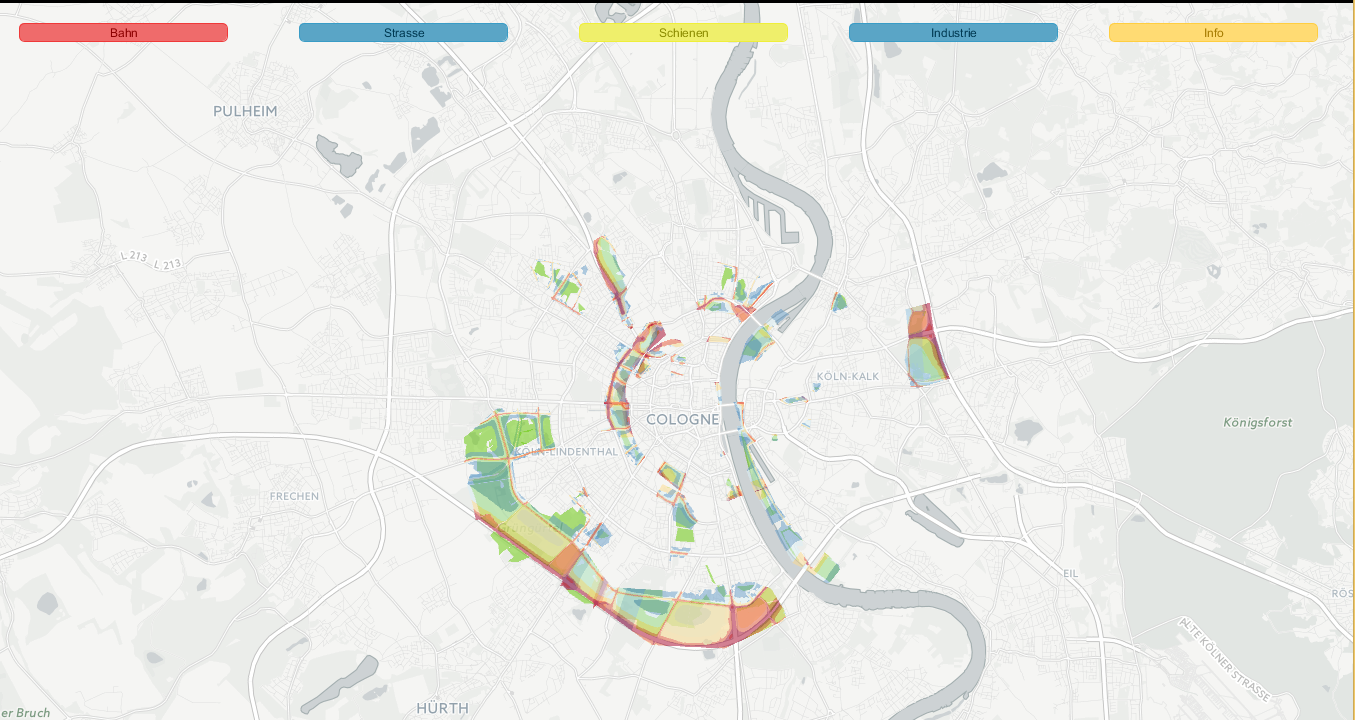 Bahn
Strasse
Schienen
Industrie
Info
PULHEIM
L 213
L 213
KÖLN-KALK
COLOGNE
Königsforst
KÖLN-LINDENTHAL
FRECHEN
EIL
RÖS
ALTE KÖLNER STRASSE
HÜRTH
er Bruch